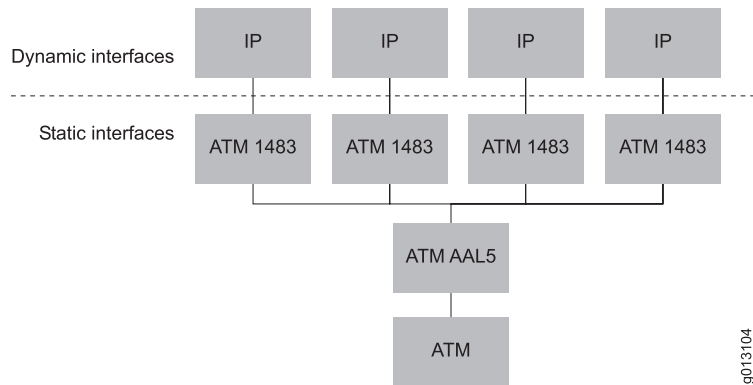 IP
IP
IP
IP
Dynamic interfaces
Static interfaces
ATM 1483
ATM 1483
ATM 1483
ATM 1483
ATM AAL5
ATM
g013104